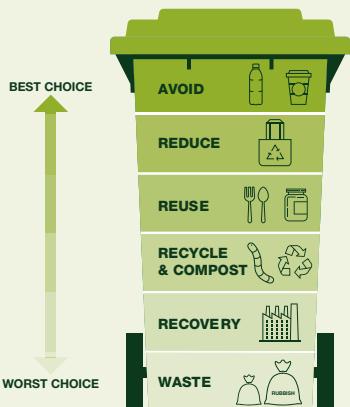 BEST CHOICE
AVOID
REDUCE
REUSE
RECYCLE
& COMPOST
RECOVERY
WASTE
RUBBISH
WORST CHOICE